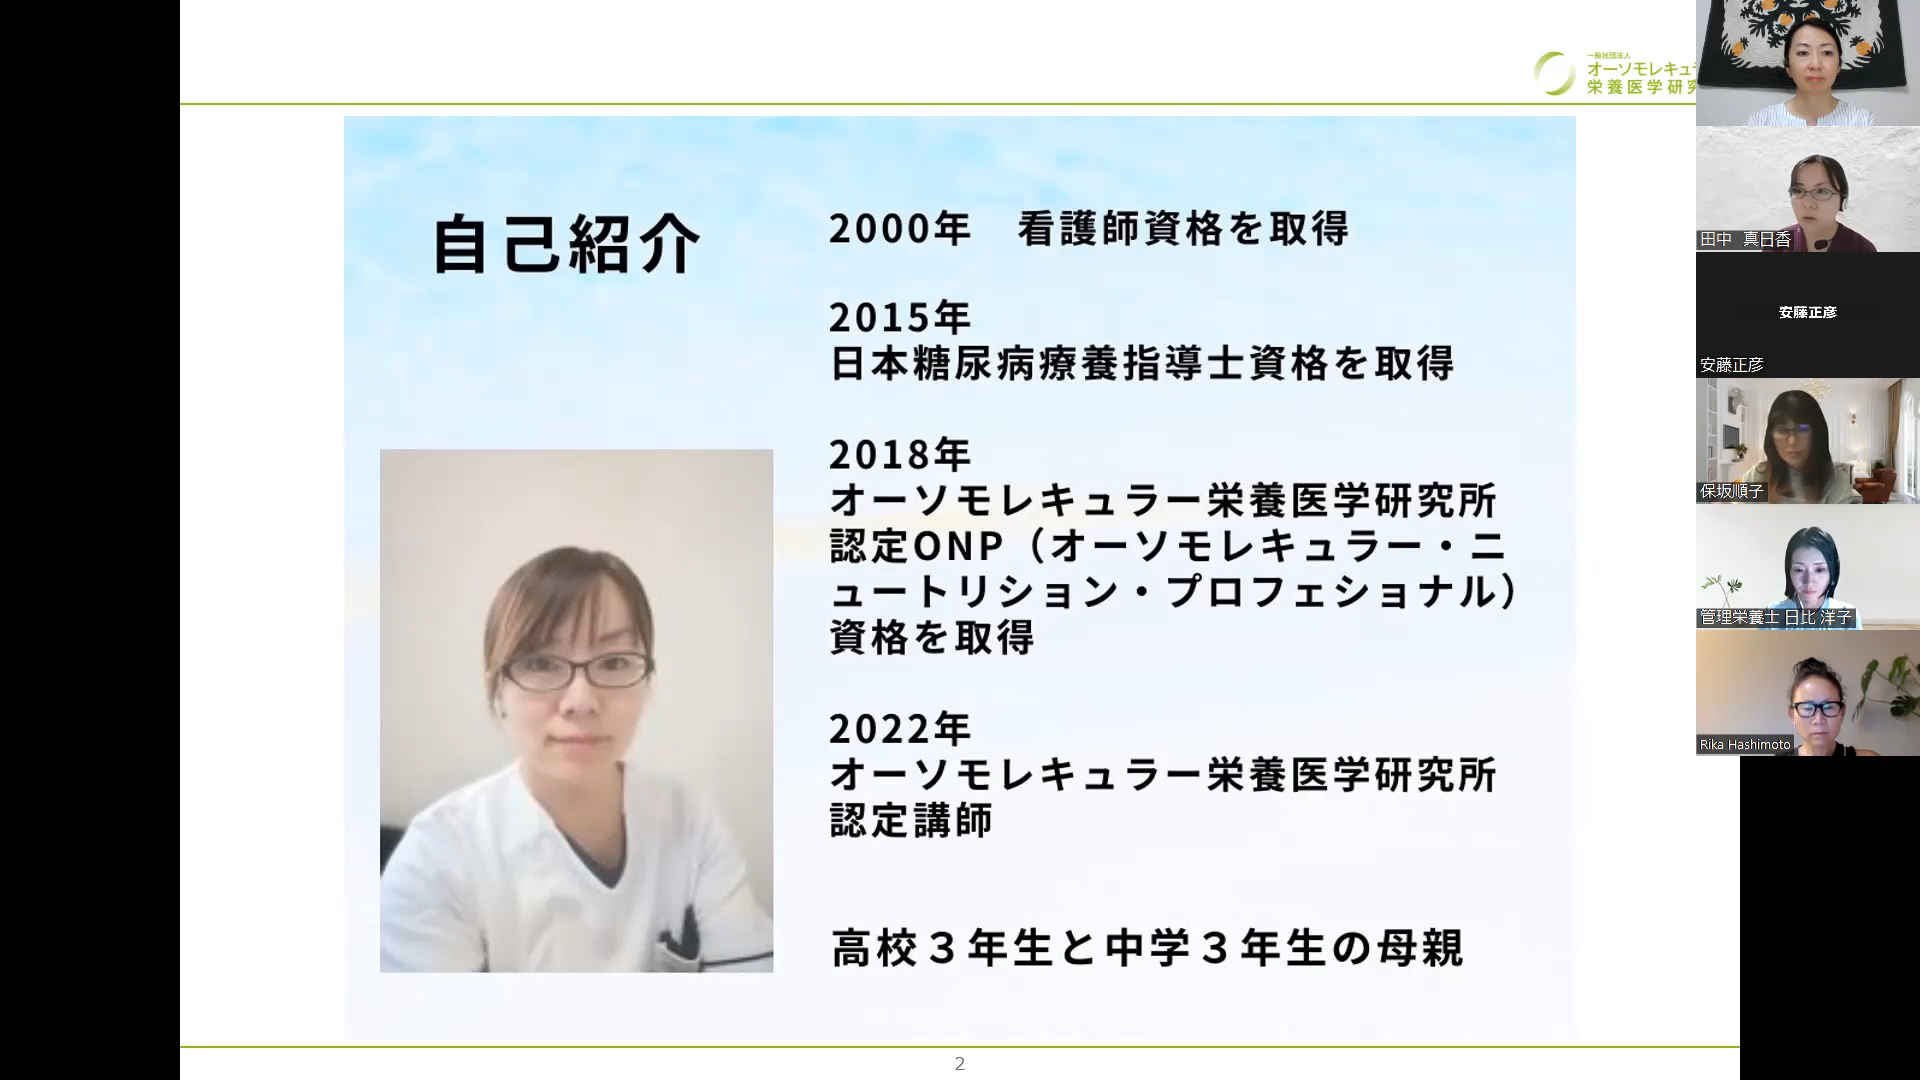 一般社団法人
オーソモレキュ
栄養医学研究
自己紹介
2000年　看護師資格を取得
2015年
日本糖尿病療養指導士資格を取得
2018年
オーソモレキュラー栄養医学研究所
認定ONP（オーソモレキュラー・ニ
ュートリション・プロフェショナル）
資格を取得
2022年
オーソモレキュラー栄養医学研究所
認定講師
高校３年生と中学３年生の母親
2
田中 真日香
安藤正彦
安藤正彦
保坂順子
管理栄養士 日比 洋子
Rika Hashimoto